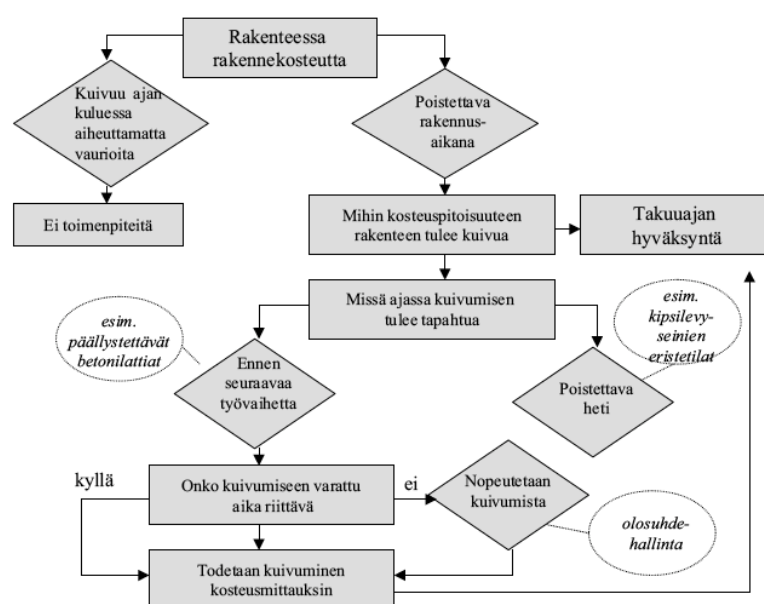 Rakenteessa
rakennekosteutta
Kuivuu ajan
kuluessa
aiheuttamatta
vaurioita
Poistettava
rakennus-
aikana
Ei toimenpiteitä
Mihin kosteuspitoisuuteen
rakenteen tulee kuivua
Takuuajan
hyväksyntä
Missä ajassa kuivumisen
tulee tapahtua
esim.
päällystettävät
betonilattiat
esim.
kipsilevy-
seinien
eristetilat
Ennen
seuraavaa
työvaihetta
Poistettava
heti
kyllä
Onko kuivumiseen varattu
aika riittävä
ei
Nopeutetaan
kuivumista
olosuhde-
hallinta
Todetaan kuivuminen
kosteusmittauksin